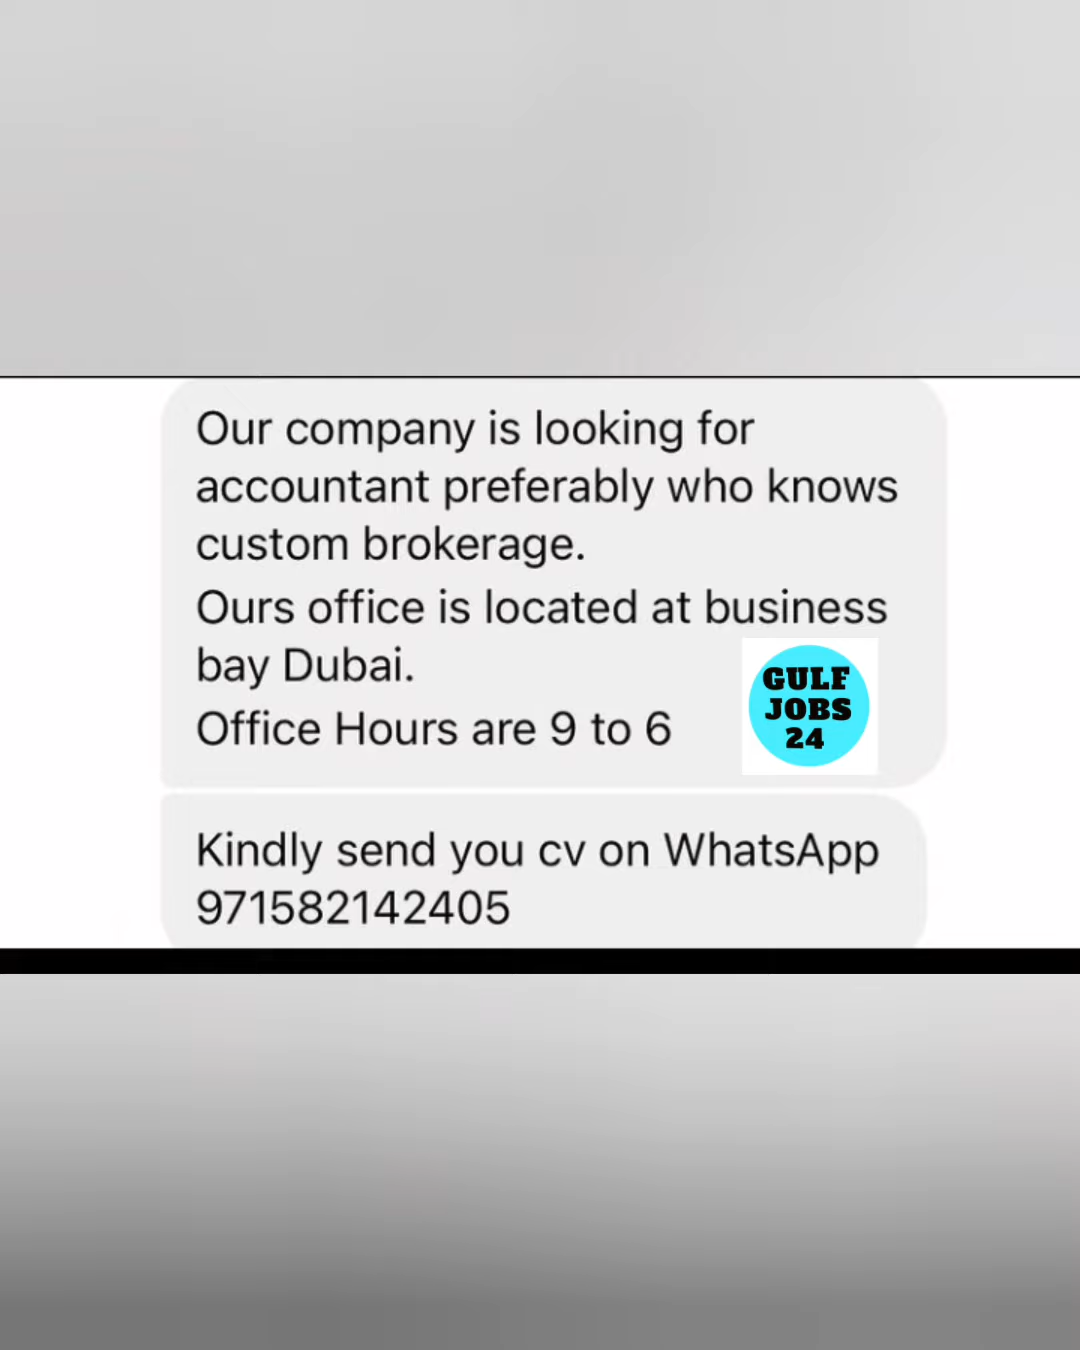 Our company is looking for
accountant preferably who knows
custom brokerage.
Ours office is located at business
bay Dubai.
Office Hours are 9 to 6
GULF
JOBS
24
Kindly send you cv on WhatsApp
971582142405